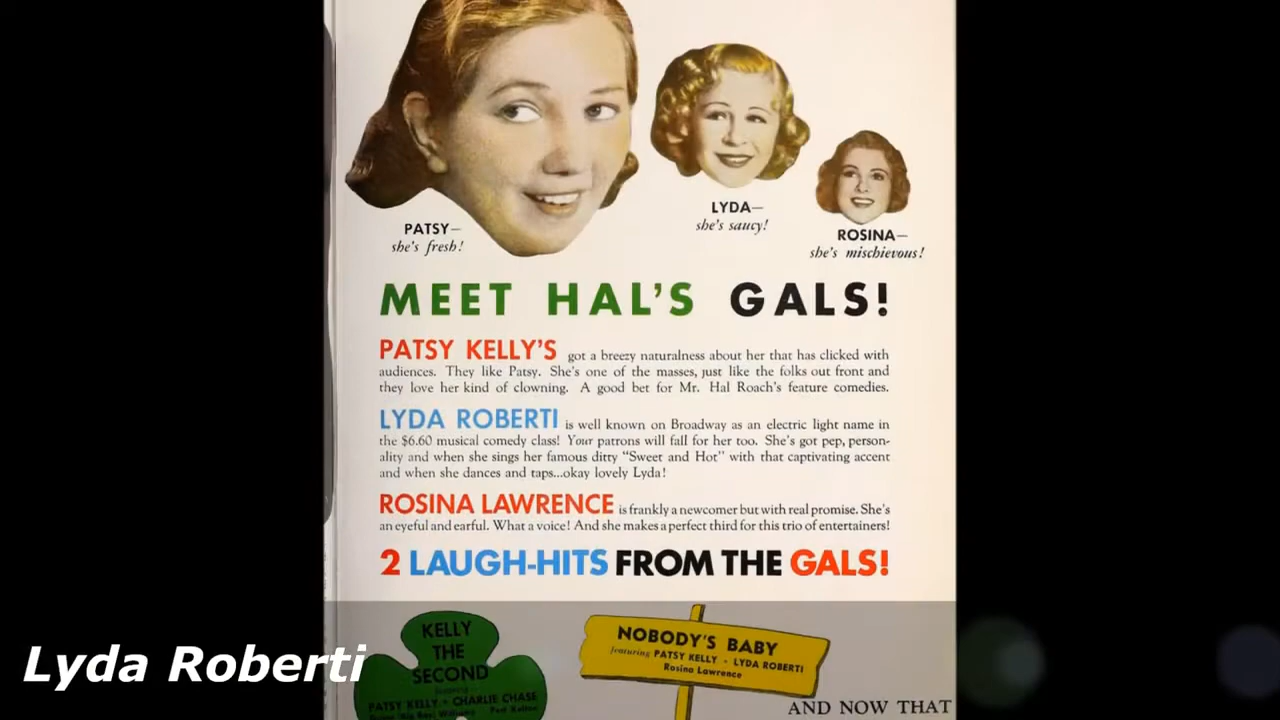 PATSY—
she's fresh!
LYDA—
she's saucy!
ROSINA—
she's mischievous!
MEET HAL'S GALS!
PATSY KELLY'S got a breezy naturalness about her that has clicked with
audiences. They like Patsy. She's one of the masses, just like the folks out front and
they love her kind of clowning. A good bet for Mr. Hal Roach's feature comedies.
LYDA ROBERTI is well known on Broadway as an electric light name in
the $6.60 musical comedy class! Your patrons will fall for her too. She's got pep, person-
ality and when she sings her famous ditty "Sweet and Hot" with that captivating accent
and when she dances and taps...okay lovely Lyda!
ROSINA LAWRENCE is frankly a newcomer but with real promise. She's
an eyeful and earful. What a voice! And she makes a perfect third for this trio of entertainers!
2 LAUGH-HITS FROM THE GALS!
KELLY
THE
SECOND
PATSY KELLY • CHARLIE CHASE
NOBODY'S BABY
featuring PATSY KELLY • LYDA ROBERTI
Rosina Lawrence
AND NOW THAT
Lyda Roberti